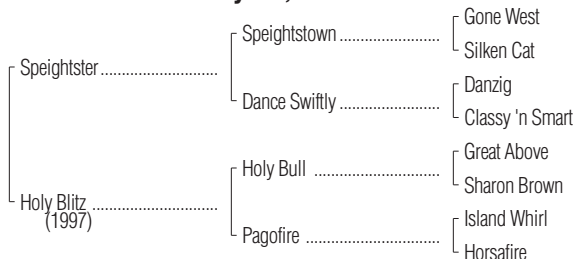 Gone West
Speightstown
Silken Cat
Speightster
Danzig
Dance Swiftly
Classy 'n Smart
Great Above
Holy Bull
Sharon Brown
Holy Blitz
(1997)
Island Whirl
Pagofire
Horsafire